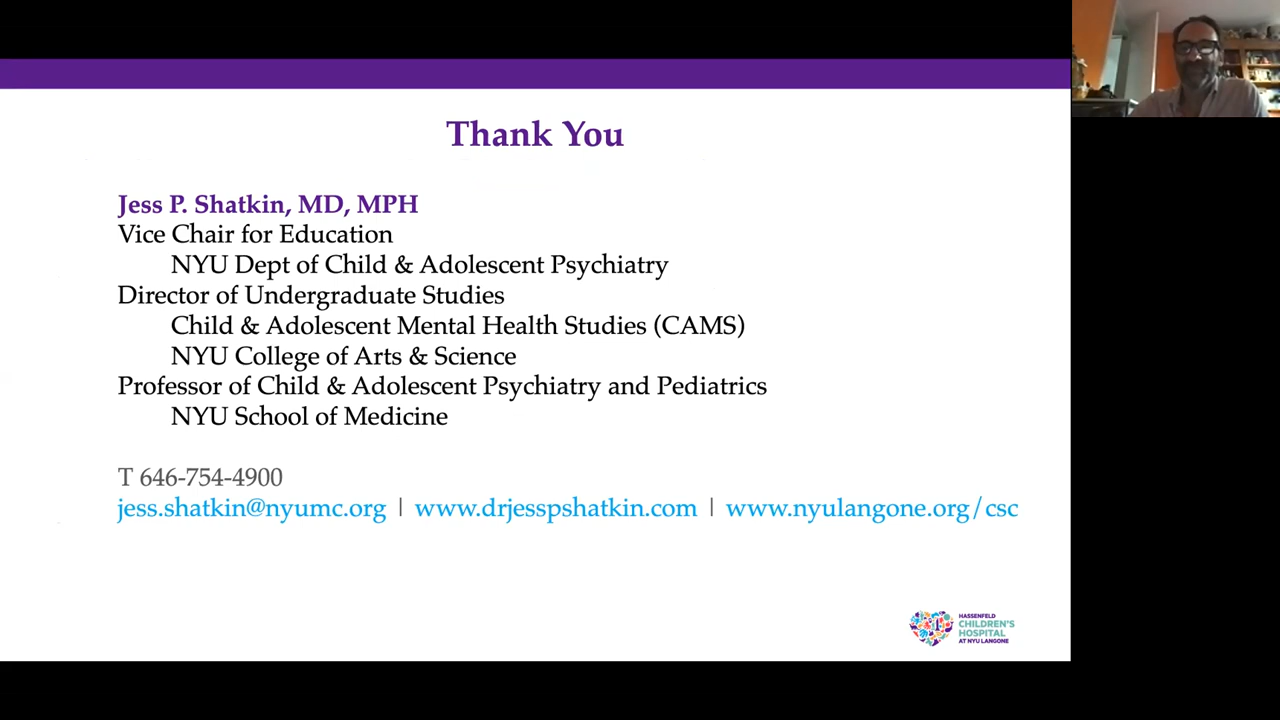 Thank You
Jess P. Shatkin, MD, MPH
Vice Chair for Education
NYU Dept of Child & Adolescent Psychiatry
Director of Undergraduate Studies
Child & Adolescent Mental Health Studies (CAMS)
NYU College of Arts & Science
Professor of Child & Adolescent Psychiatry and Pediatrics
NYU School of Medicine
T 646-754-4900
jess.shatkin@nyumc.org | www.drjesspshatkin.com | www.nyulangone.org/csc
HASSENFELD
CHILDREN'S
HOSPITAL
AT NYU LANGONE